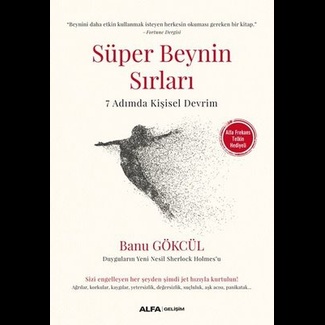 "Beynini daha etkin kullanmak isteyen herkesin okuması gereken bir kitap."
–Fortune Dergisi
Süper Beynin
Sırları
7 Adımda Kişisel Devrim
Alfa Frekans
Telkin
Hediyeli
Banu GÖKCÜL
Duyguların Yeni Nesil Sherlock Holmes'u
Sizi engelleyen her şeyden şimdi jet hızıyla kurtulun!
Ağrılar, korkular, kaygılar, yetersizlik, değersizlik, suçluluk, aşk acısı, panikatak...
ALFA | GELİŞİM